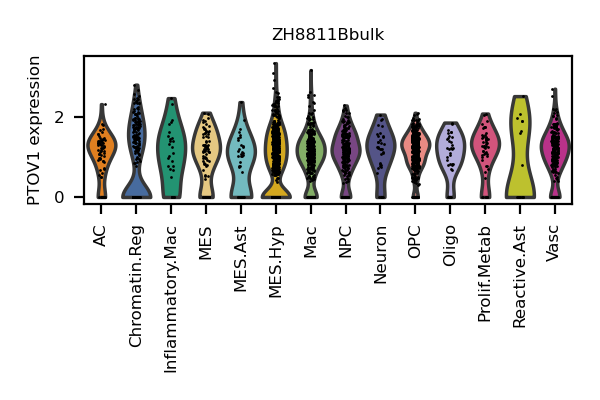 ZH8811Bbulk
PTOV1 expression
2
0
AC
Chromatin.Reg
Inflammatory.Mac
MES
MES.Ast
MES.Hyp
Mac
NPC
Neuron
OPC
Oligo
Prolif.Metab
Reactive.Ast
Vasc